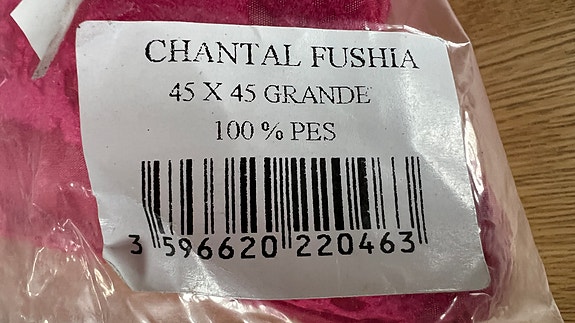 CHANTAL FUSHIA
45 X 45 GRANDE
100 % PES
3 596620 220463